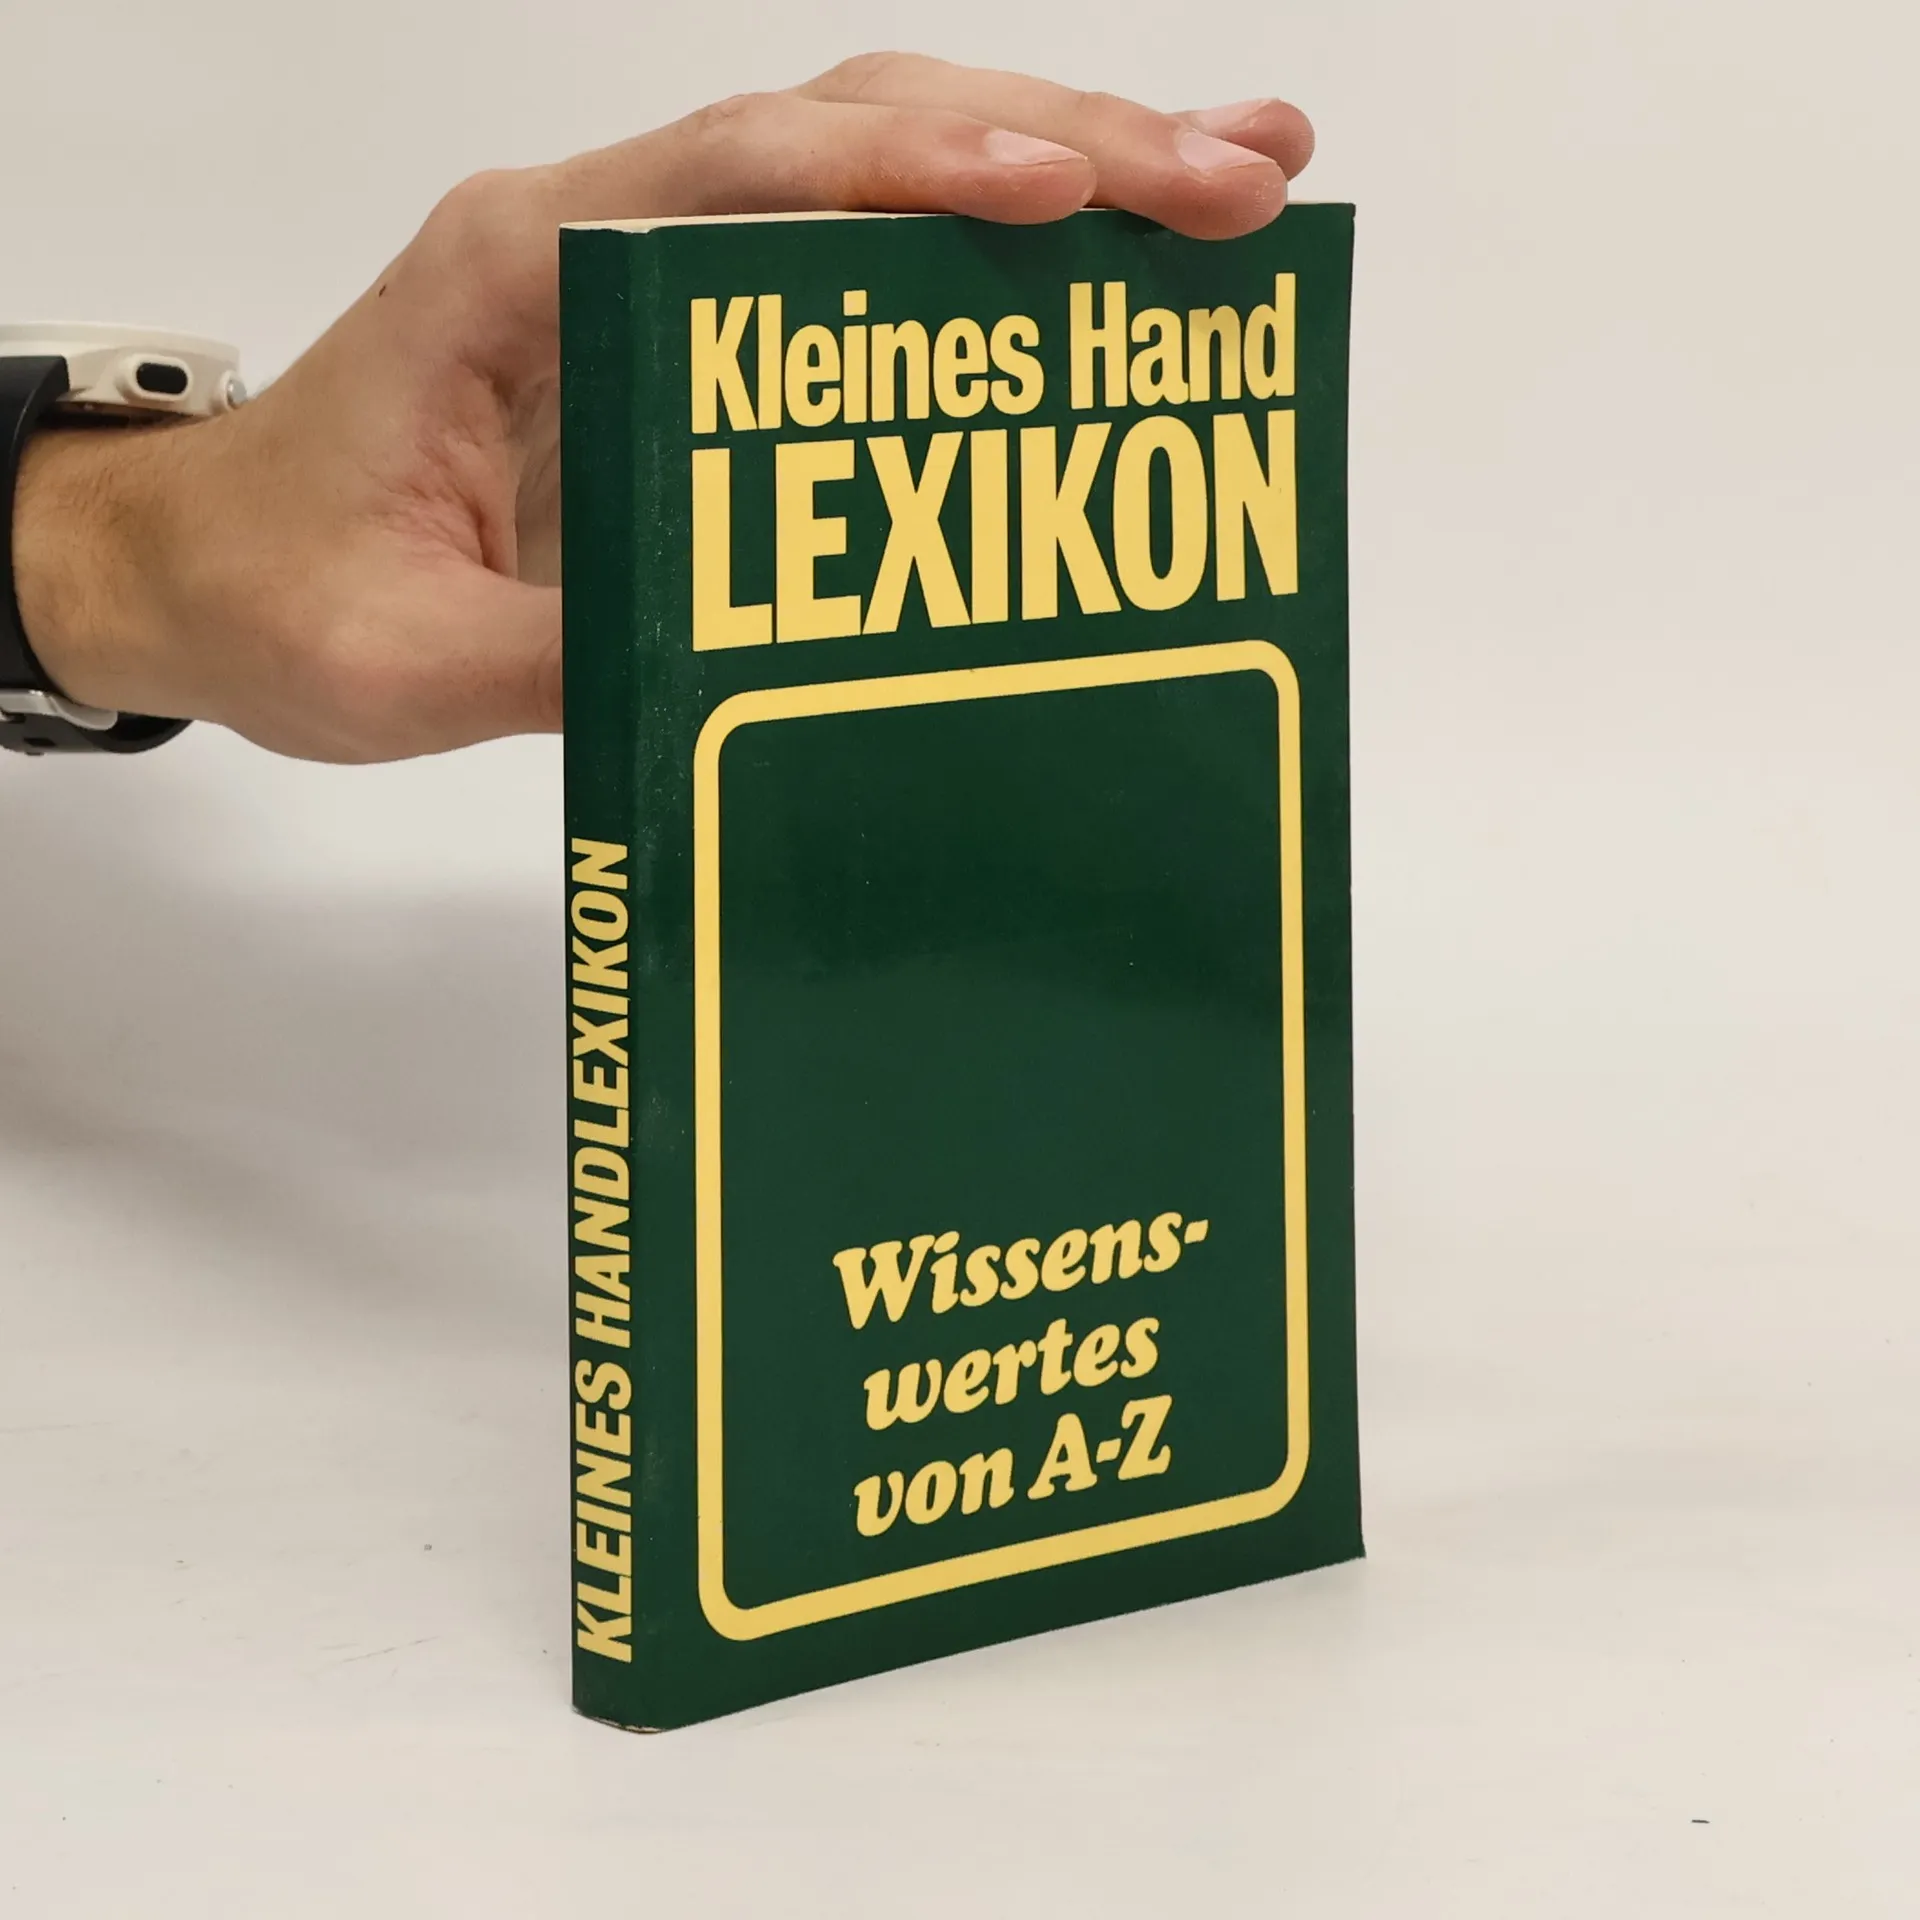 Kleines Hand
LEXIKON
Wissens-
wertes
von A-Z
KLEINES HANDLEXIKON